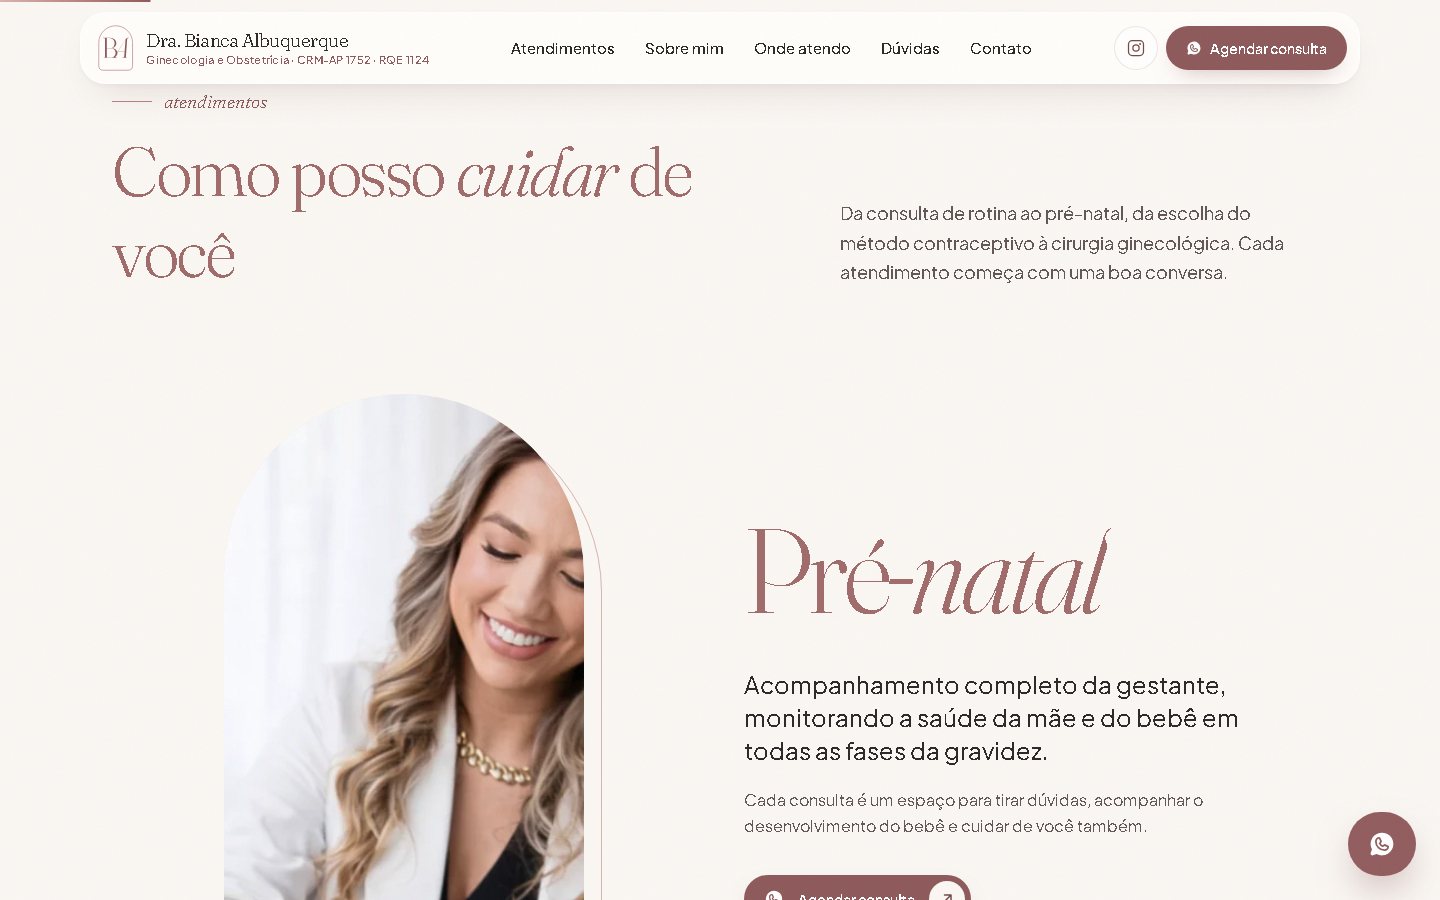 BA
Dra. Bianca Albuquerque
Ginecologia e Obstetrícia · CRM-AP 1752 · RQE 1124
Atendimentos
Sobre mim
Onde atendo
Dúvidas
Contato
Agendar consulta
atendimentos
Como posso cuidar de
você
Da consulta de rotina ao pré-natal, da escolha do
método contraceptivo à cirurgia ginecológica. Cada
atendimento começa com uma boa conversa.
Pré-natal
Acompanhamento completo da gestante,
monitorando a saúde da mãe e do bebê em
todas as fases da gravidez.
Cada consulta é um espaço para tirar dúvidas, acompanhar o
desenvolvimento do bebê e cuidar de você também.
Agendar consulta